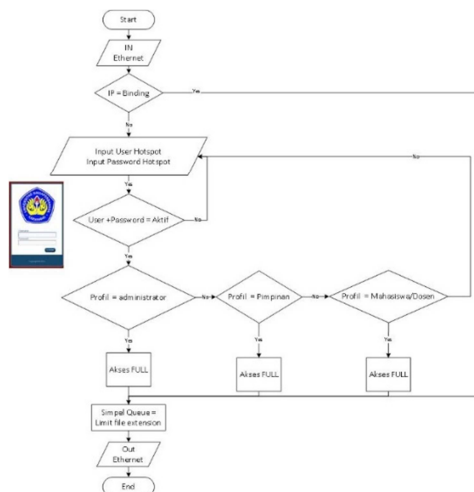 Start
IN
Ethernet
IP = Binding
Yes
No
Input User Hotspot
Input Password Hotspot
Yes
User +Password = Aktif
No
No
Yes
Profil = administrator
No
Profil = Pimpinan
No
Profil = Mahasiswa/Dosen
Yes
Yes
Yes
Akses FULL
Akses FULL
Akses FULL
Simpel Queue =
Limit file extension
Out
Ethernet
End